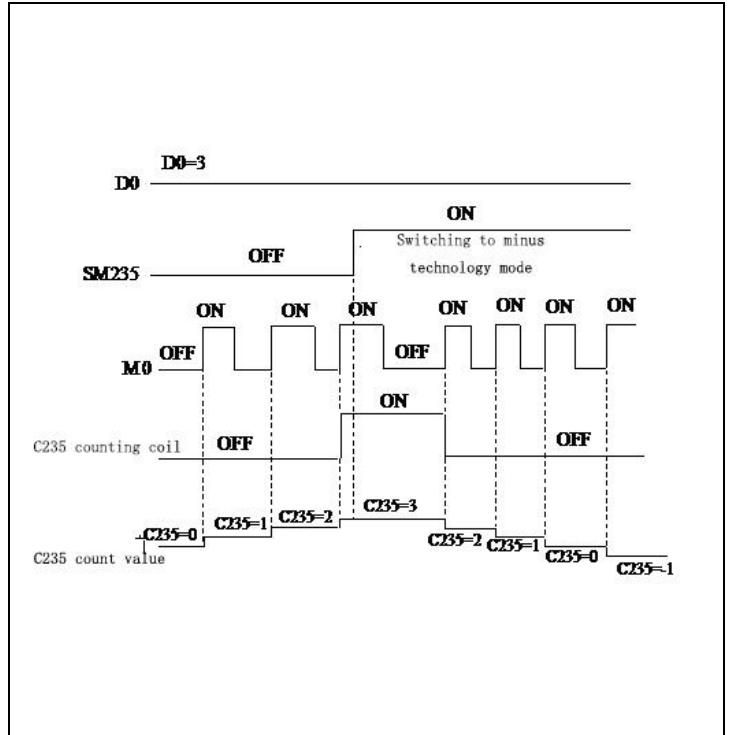 D0=3
D0
ON
Switching to minus
OFF
technology mode
SM235
ON ON ON ON ON ON ON
OFF OFF
M0
ON
C235 counting coil OFF OFF
C235=0 C235=1 C235=2 C235=3
C235=2 C235=1 C235=0 C235=-1
C235 count value